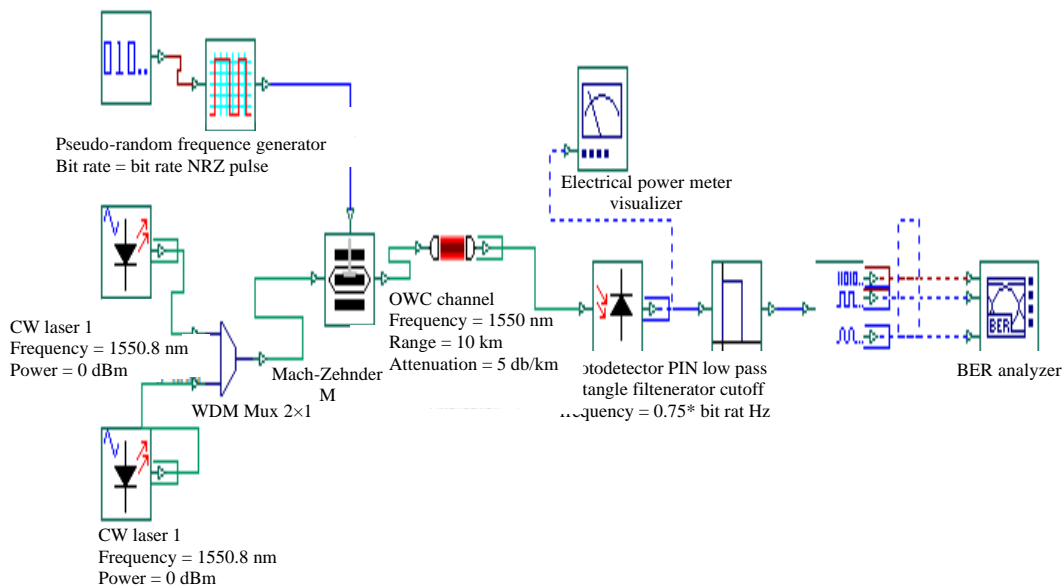 010..
Pseudo-random frequence generator
Bit rate = bit rate NRZ pulse
Electrical power meter
visualizer
CW laser 1
Frequency = 1550.8 nm
Power = 0 dBm
WDM Mux 2×1
Mach-Zehnder
M
OWC channel
Frequency = 1550 nm
Range = 10 km
Attenuation = 5 db/km
otodetector PIN low pass
tangle filtenerator cutoff
frequency = 0.75* bit rat Hz
BER
BER analyzer
CW laser 1
Frequency = 1550.8 nm
Power = 0 dBm